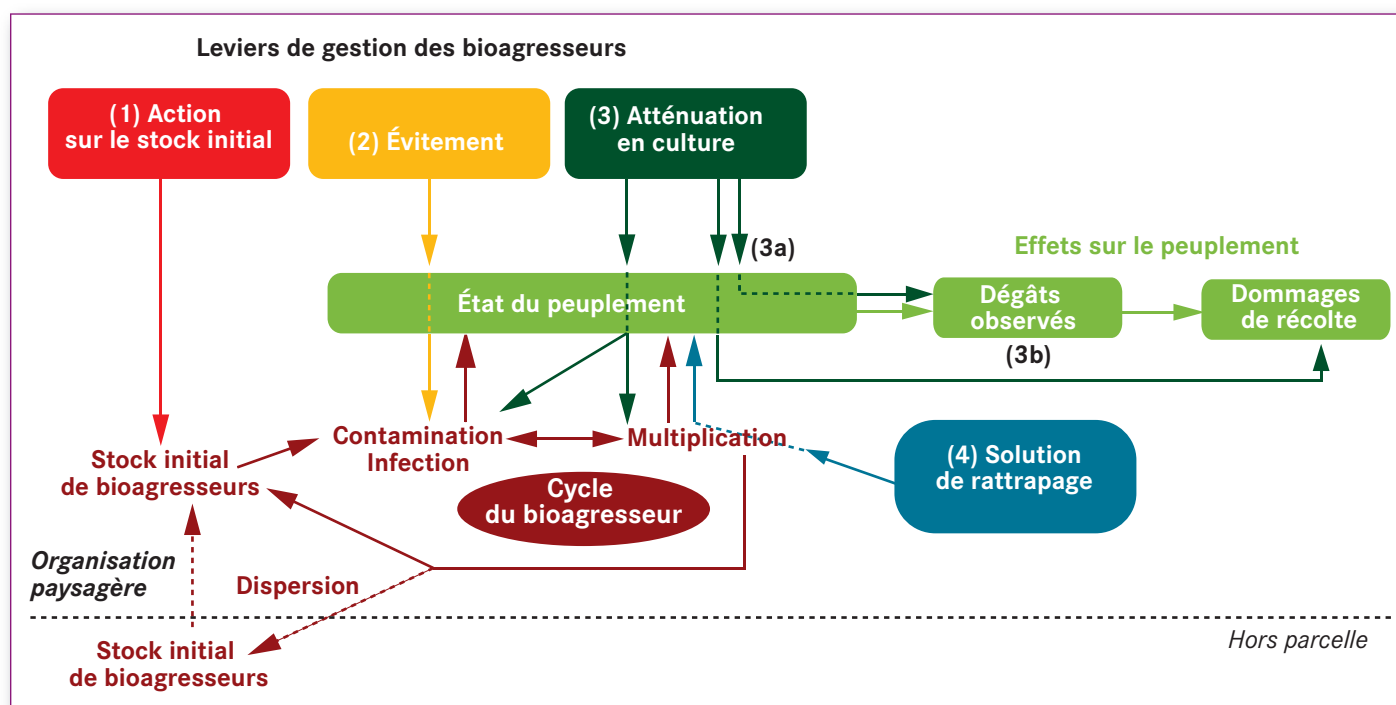 Leviers de gestion des bioagresseurs
(1) Action
sur le stock initial
(2) Évitement
(3) Atténuation
en culture
(3a)
Effets sur le peuplement
État du peuplement
Dégâts
observés
Dommages
de récolte
(3b)
Contamination
Infection
Multiplication
Stock initial
de bioagresseurs
(4) Solution
de rattrapage
Cycle
du bioagresseur
Organisation
paysagère
Dispersion
Stock initial
de bioagresseurs
Hors parcelle